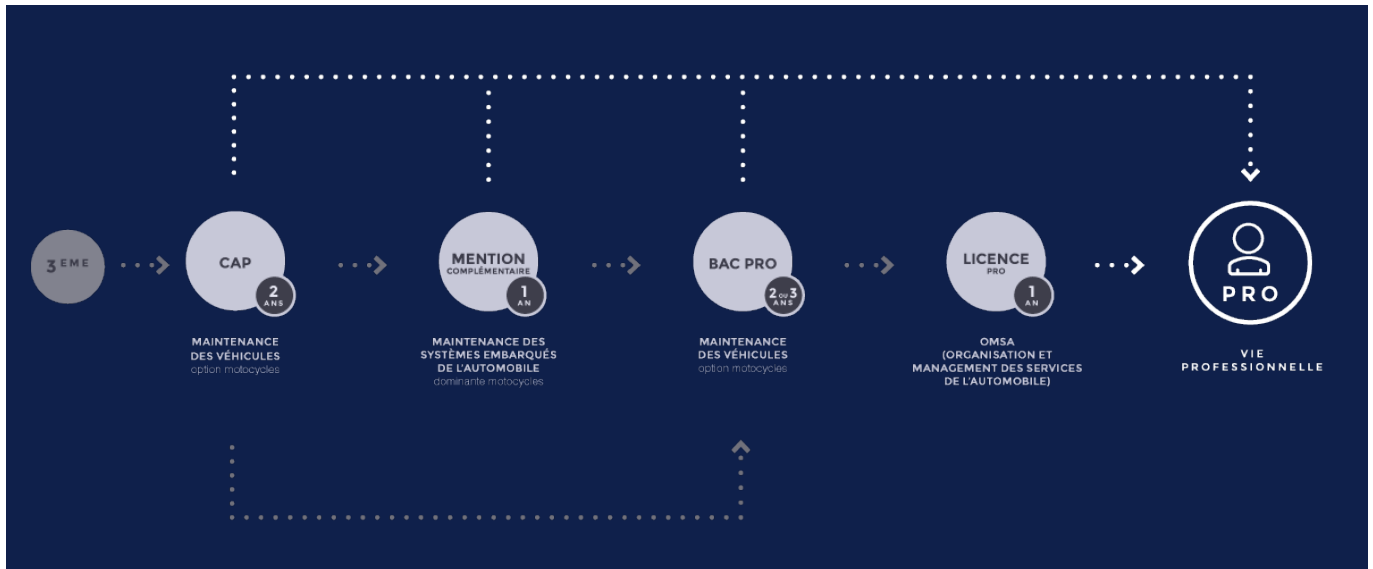 3 EME
CAP
2
ANS
MAINTENANCE
DES VÉHICULES
option motocycles
MENTION
COMPLÉMENTAIRE
1
AN
MAINTENANCE DES
SYSTÈMES EMBARQUÉS
DE L'AUTOMOBILE
dominante motocycles
BAC PRO
2 OU 3
ANS
MAINTENANCE
DES VÉHICULES
option motocycles
LICENCE
PRO
1
AN
OMSA
(ORGANISATION ET
MANAGEMENT DES SERVICES
DE L'AUTOMOBILE)
PRO
VIE
PROFESSIONNELLE